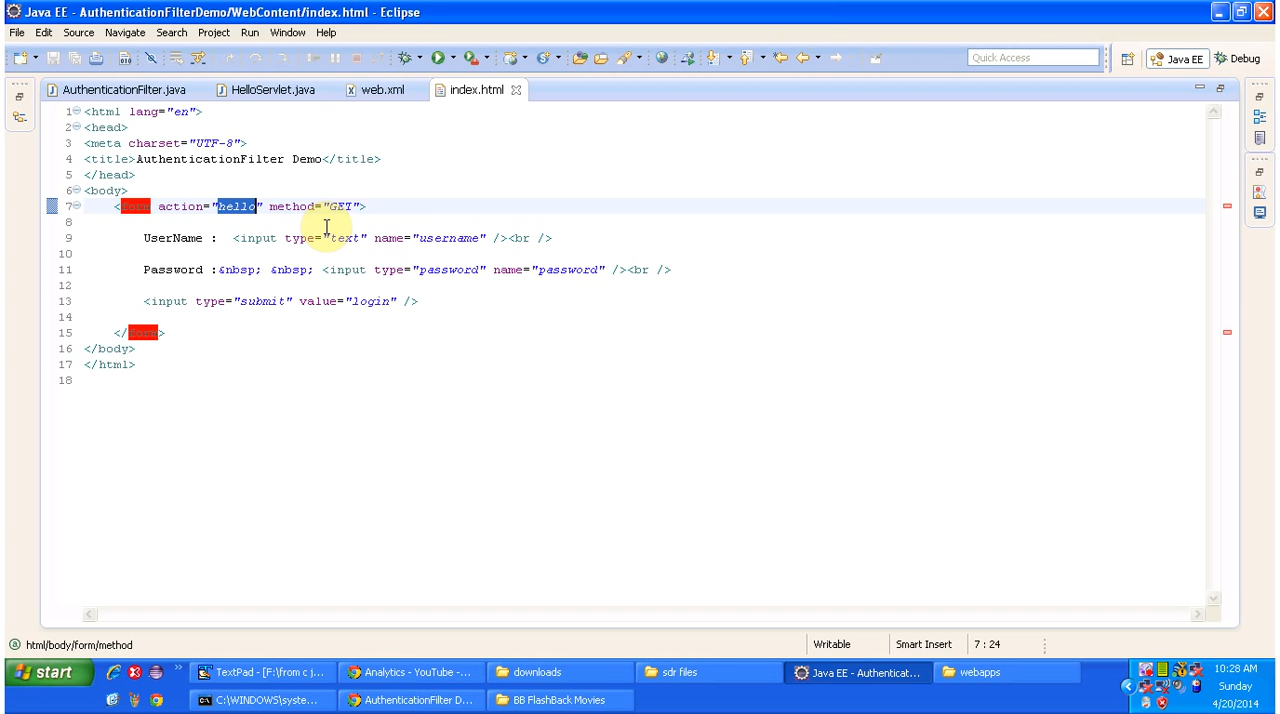 Java EE - AuthenticationFilterDemo/WebContent/index.html - Eclipse
File Edit Source Navigate Search Project Run Window Help
Quick Access
Java EE
Debug
AuthenticationFilter.java
HelloServlet.java
web.xml
index.html
1 <html lang="en">
2 <head>
3 <meta charset="UTF-8">
4 <title>AuthenticationFilter Demo</title>
5 </head>
6 <body>
7 <form action="hello" method="GET">
8
9 UserName : <input type="text" name="username" /><br />
10
11 Password :&nbsp; &nbsp; <input type="password" name="password" /><br />
12
13 <input type="submit" value="login" />
14
15 </form>
16 </body>
17 </html>
18
html/body/form/method
Writable
Smart Insert
7 : 24
start
TextPad - [F:\from c j...
Analytics - YouTube -...
downloads
sdr files
Java EE - Authenticat...
webapps
C:\WINDOWS\syste...
AuthenticationFilter D...
BB FlashBack Movies
10:28 AM
Sunday
4/20/2014